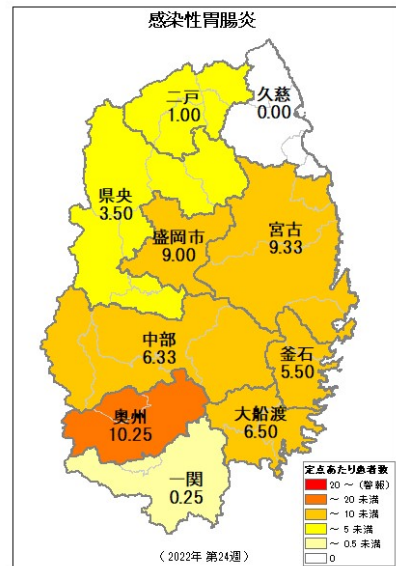 感染性胃腸炎
二戸
1.00
久慈
0.00
県央
3.50
盛岡市
9.00
宮古
9.33
中部
6.33
釜石
5.50
奥州
10.25
大船渡
6.50
一関
0.25
定点あたり患者数
20 ~ (警報)
~ 20 未満
~ 10 未満
~ 5 未満
~ 0.5 未満
0
(2022年 第24週)